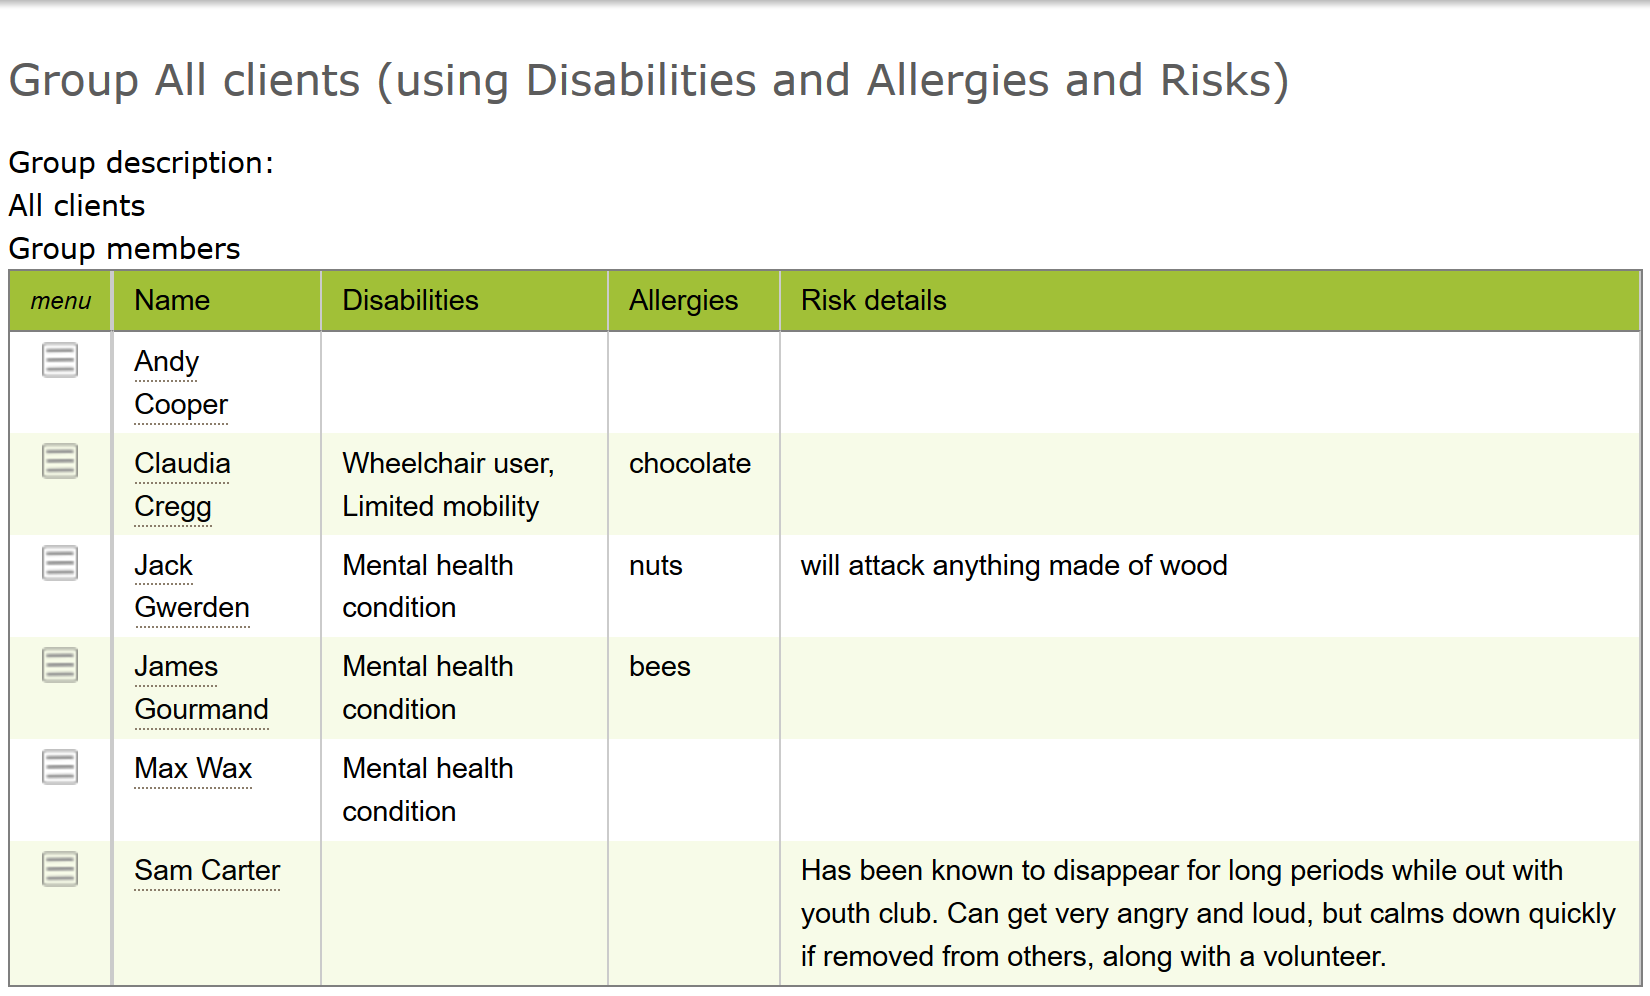 Group All clients (using Disabilities and Allergies and Risks)
Group description:
All clients
Group members
menu Name Disabilities Allergies Risk details
Andy
Cooper
Claudia Wheelchair user, chocolate
Cregg Limited mobility
Jack Mental health nuts will attack anything made of wood
Gwerden condition
James Mental health bees
Gourmand condition
Max Wax Mental health
condition
Sam Carter Has been known to disappear for long periods while out with
youth club. Can get very angry and loud, but calms down quickly
if removed from others, along with a volunteer.